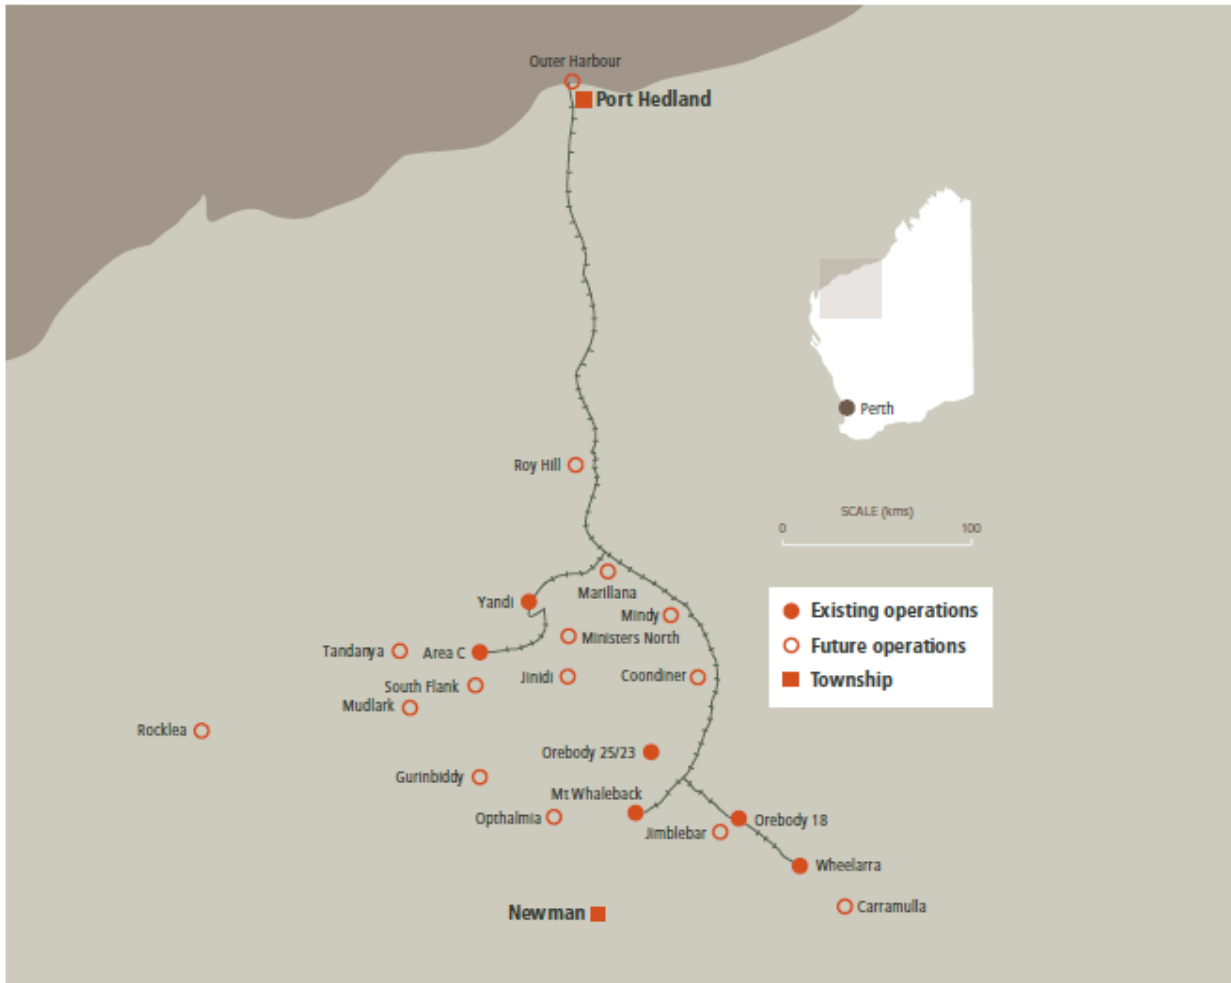 Outer Harbour
Port Hedland
Perth
Roy Hill
SCALE (kms)
0 100
Marillana
Yandi
Mindy
Ministers North
Tandanya
Area C
Jinidi
Coondiner
South Flank
Mudlark
Rocklea
Orebody 25/23
Gurinbiddy
Mt Whaleback
Opthalmia
Orebody 18
Jimblebar
Wheelarra
Carramulla
Newman
Existing operations
Future operations
Township